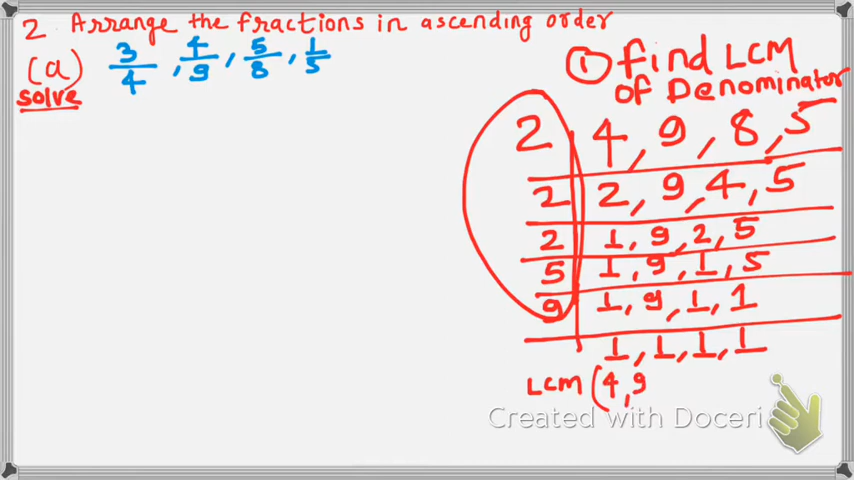 2 Arrange the fractions in ascending order
(a) 3/4, 4/9, 5/8, 1/5
solve
① find LCM
of Denominator
2 | 4, 9, 8, 5
2 | 2, 9, 4, 5
2 | 1, 9, 2, 5
5 | 1, 9, 1, 5
9 | 1, 9, 1, 1
1, 1, 1, 1
LCM (4, 9
Created with Doceri